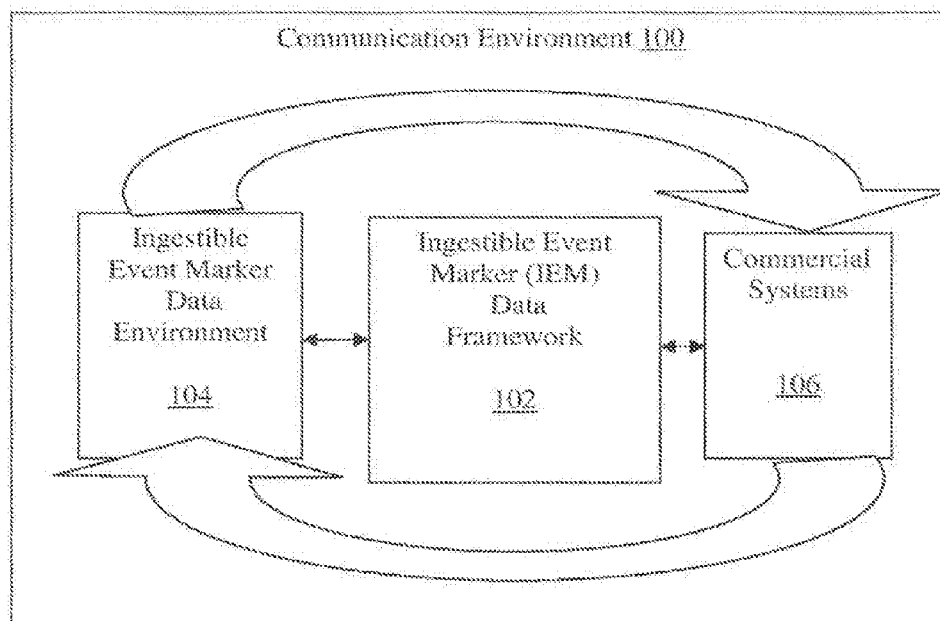 Communication Environment 100
Ingestible
Event Marker
Data
Environment
104
Ingestible Event
Marker (IEM)
Data
Framework
102
Commercial
Systems
106